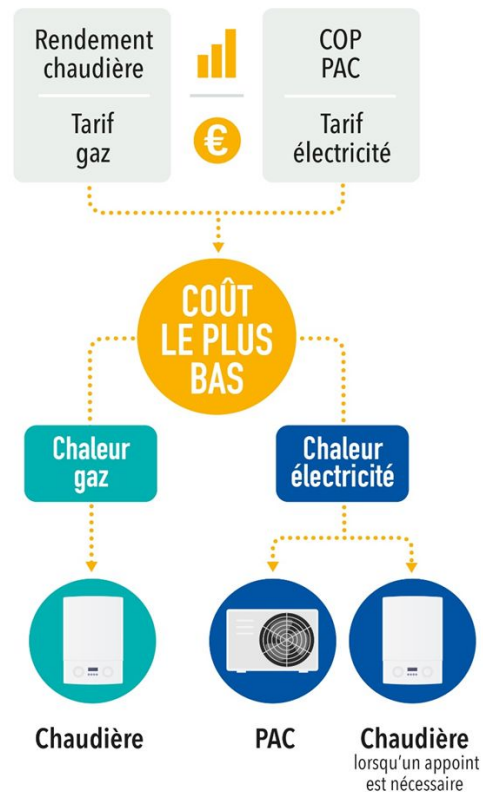 Rendement
chaudière
Tarif
gaz
€
COP
PAC
Tarif
électricité
COÛT
LE PLUS
BAS
Chaleur
gaz
Chaleur
électricité
Chaudière
PAC
Chaudière
lorsqu'un appoint
est nécessaire